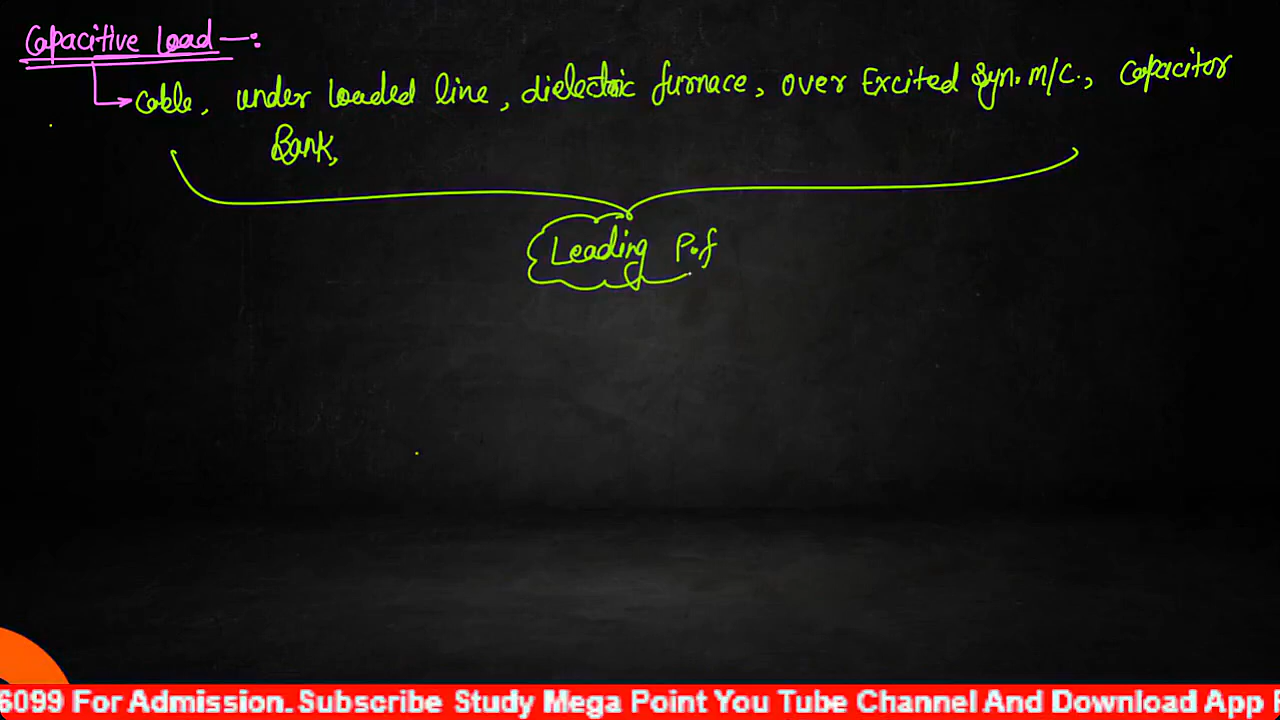 Capacitive Load —:
Cable, under loaded line, dielectric furnace, over Excited Syn. M/C., Capacitor
Bank,
Leading P.f
6099 For Admission. Subscribe Study Mega Point You Tube Channel And Download App